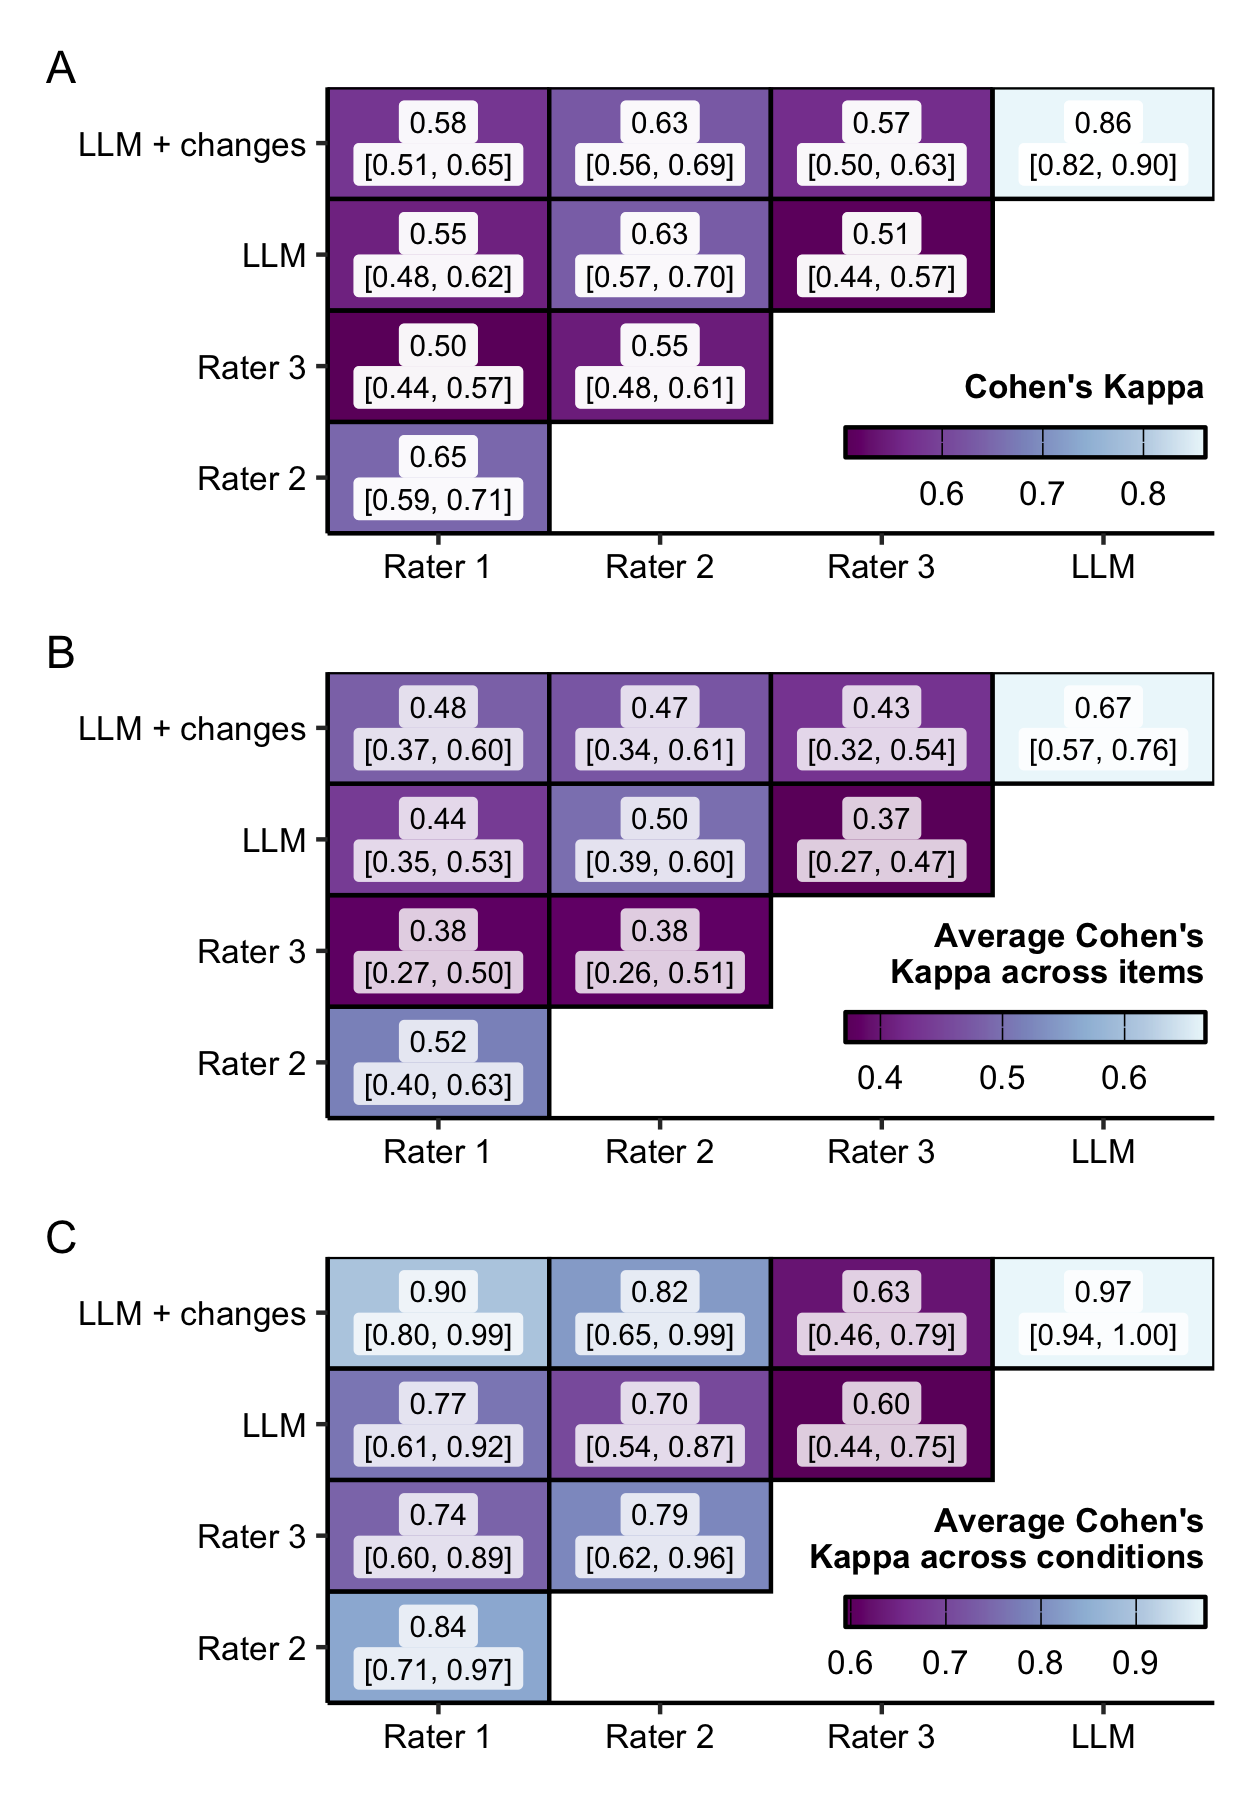 A
LLM + changes
0.58
0.63
0.57
0.86
[0.51, 0.65]
[0.56, 0.69]
[0.50, 0.63]
[0.82, 0.90]
LLM
0.55
0.63
0.51
[0.48, 0.62]
[0.57, 0.70]
[0.44, 0.57]
Rater 3
0.50
0.55
[0.44, 0.57]
[0.48, 0.61]
Rater 2
0.65
[0.59, 0.71]
Cohen's Kappa
0.6 0.7 0.8
Rater 1 Rater 2 Rater 3 LLM
B
LLM + changes
0.48
0.47
0.43
0.67
[0.37, 0.60]
[0.34, 0.61]
[0.32, 0.54]
[0.57, 0.76]
LLM
0.44
0.50
0.37
[0.35, 0.53]
[0.39, 0.60]
[0.27, 0.47]
Rater 3
0.38
0.38
[0.27, 0.50]
[0.26, 0.51]
Rater 2
0.52
[0.40, 0.63]
Average Cohen's
Kappa across items
0.4 0.5 0.6
Rater 1 Rater 2 Rater 3 LLM
C
LLM + changes
0.90
0.82
0.63
0.97
[0.80, 0.99]
[0.65, 0.99]
[0.46, 0.79]
[0.94, 1.00]
LLM
0.77
0.70
0.60
[0.61, 0.92]
[0.54, 0.87]
[0.44, 0.75]
Rater 3
0.74
0.79
[0.60, 0.89]
[0.62, 0.96]
Rater 2
0.84
[0.71, 0.97]
Average Cohen's
Kappa across conditions
0.6 0.7 0.8 0.9
Rater 1 Rater 2 Rater 3 LLM